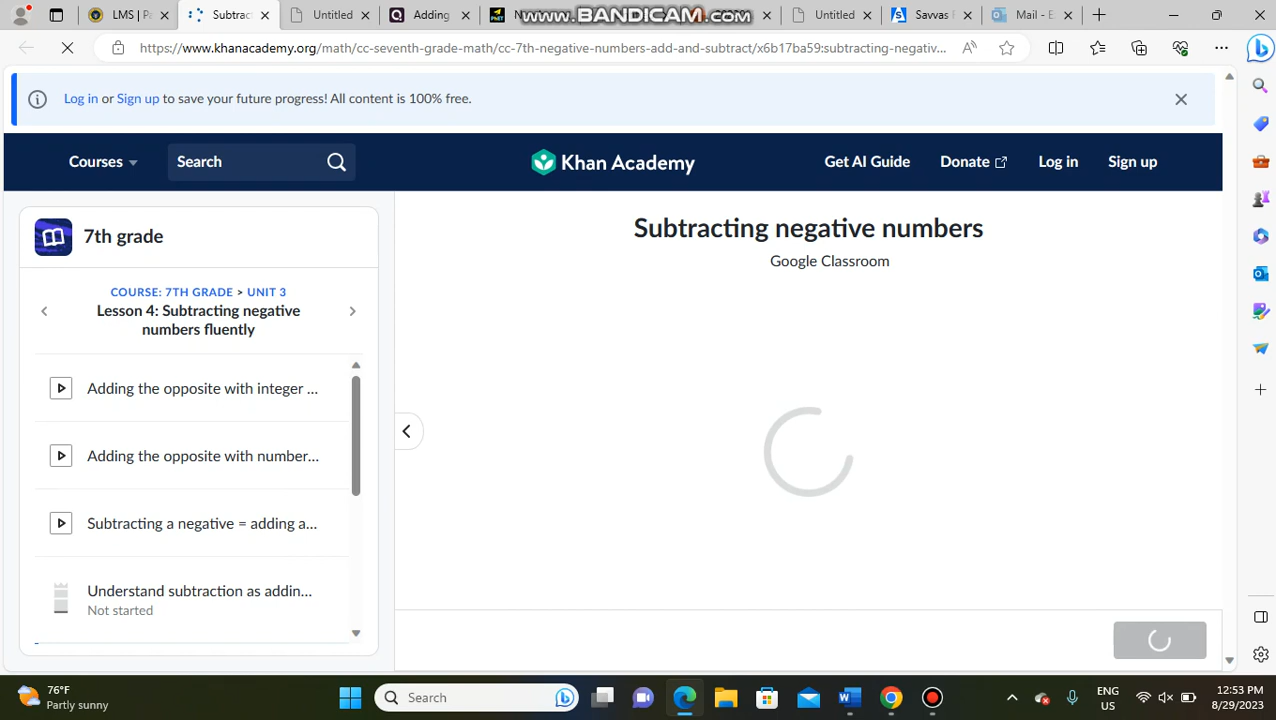 LMS | P
Subtrac
Untitled
Adding
www.BANDICAM.com
Untitled
Savvas
Mail - E
https://www.khanacademy.org/math/cc-seventh-grade-math/cc-7th-negative-numbers-add-and-subtract/x6b17ba59:subtracting-negativ...
Log in or Sign up to save your future progress! All content is 100% free.
Courses
Search
Khan Academy
Get AI Guide
Donate
Log in
Sign up
7th grade
COURSE: 7TH GRADE > UNIT 3
Lesson 4: Subtracting negative
numbers fluently
Adding the opposite with integer ...
Adding the opposite with number...
Subtracting a negative = adding a...
Understand subtraction as addin...
Not started
Subtracting negative numbers
Google Classroom
76°F
Partly sunny
Search
ENG
US
12:53 PM
8/29/2023